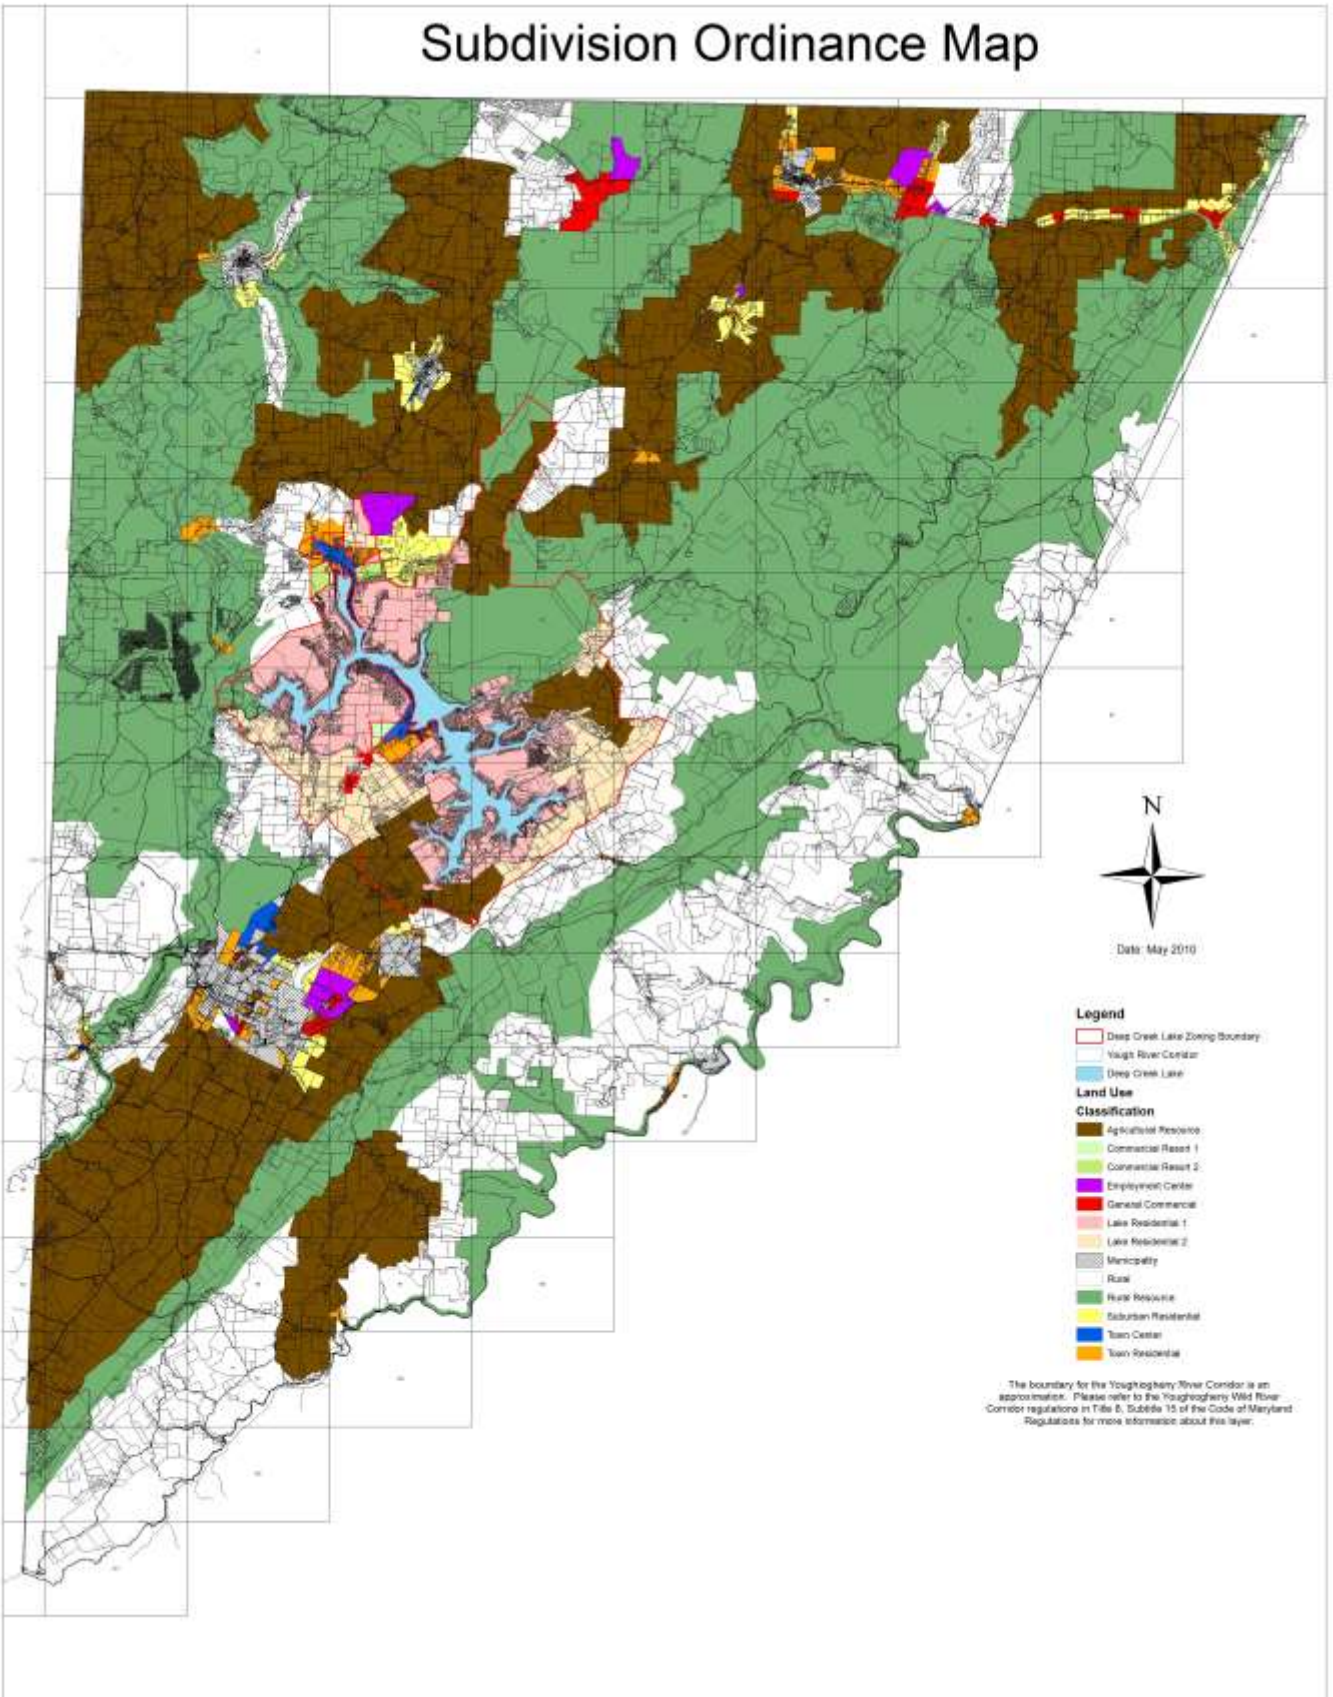 Subdivision Ordinance Map
N
Date: May 2010
Legend
Deep Creek Lake Zoning Boundary
Yough River Corridor
Deep Creek Lake
Land Use
Classification
Agricultural Resource
Commercial Resort 1
Commercial Resort 2
Employment Center
General Commercial
Lake Residential 1
Lake Residential 2
Municipality
Rural
Rural Resource
Suburban Residential
Town Center
Town Residential
The boundary for the Youghiogheny River Corridor is an
approximation. Please refer to the Youghiogheny Wild River
Corridor regulations in Title 8, Subtitle 15 of the Code of Maryland
Regulations for more information about this layer.